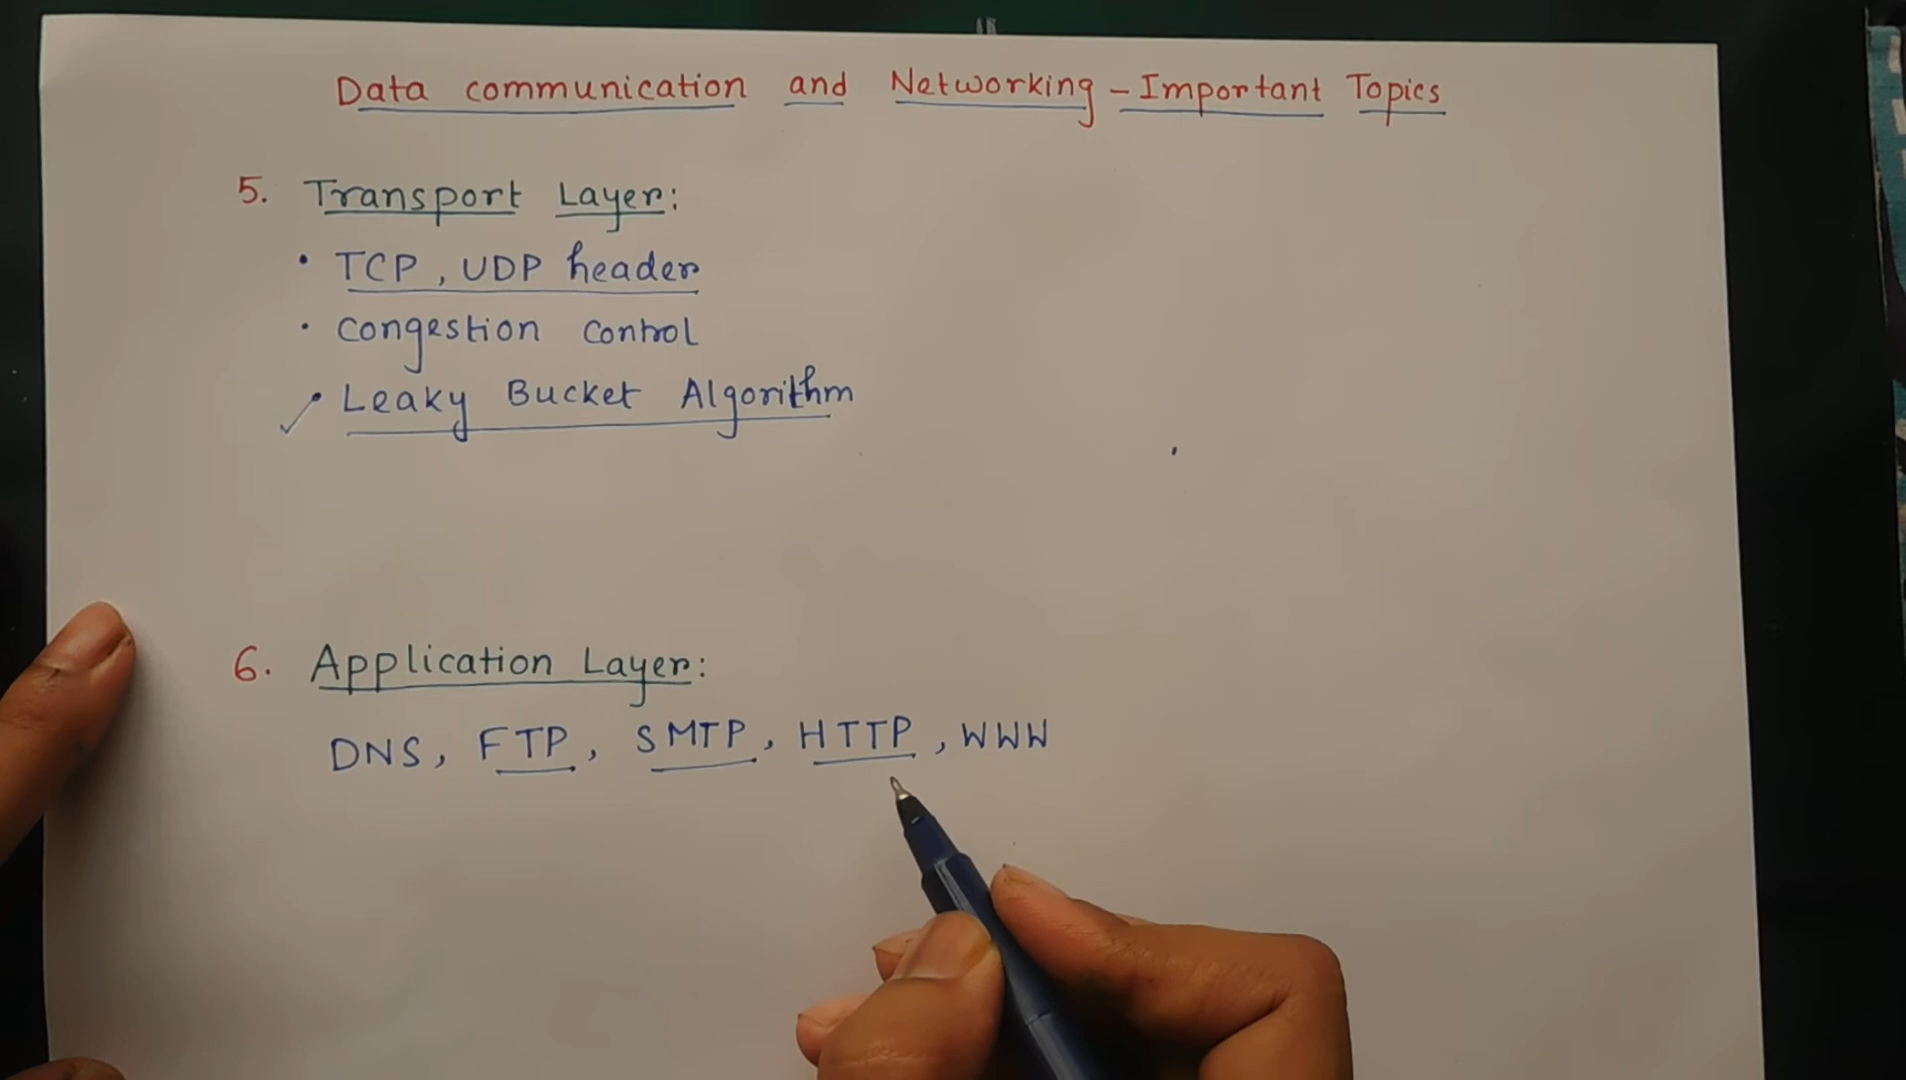 Data communication and Networking - Important Topics
5. Transport Layer:
• TCP, UDP header
• Congestion Control
• Leaky Bucket Algorithm
6. Application Layer:
DNS, FTP, SMTP, HTTP, WWW